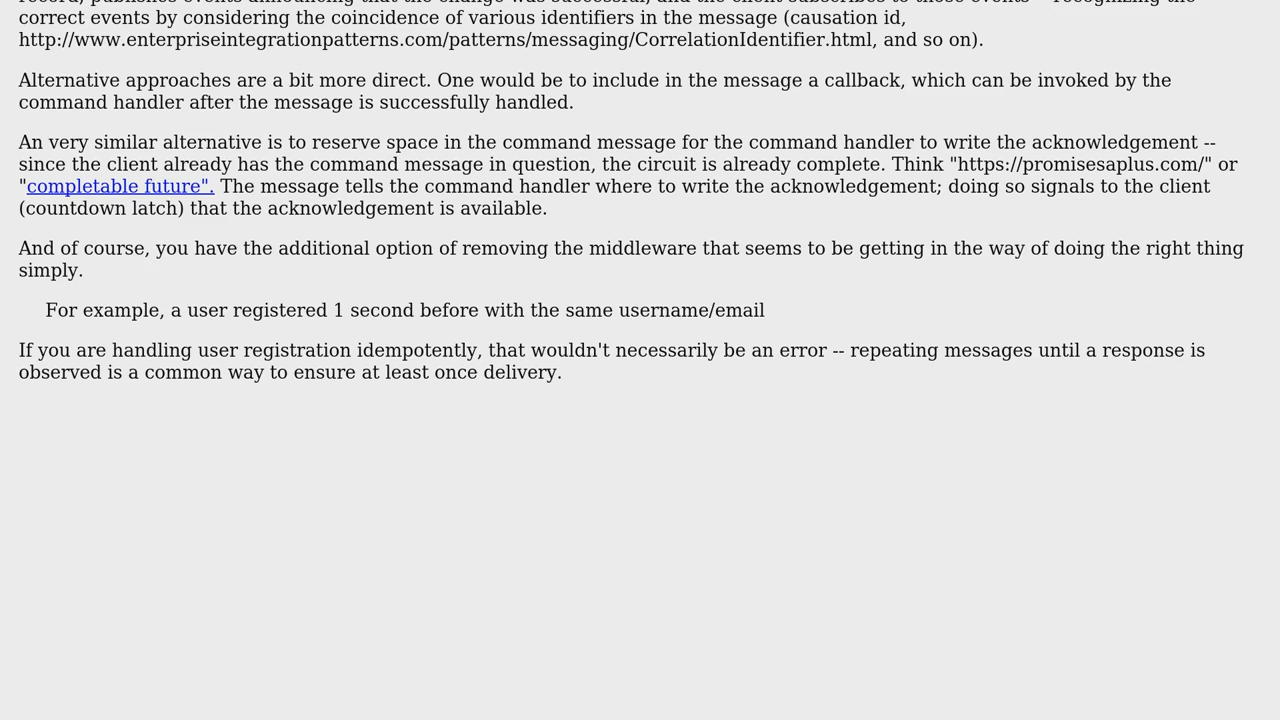 correct events by considering the coincidence of various identifiers in the message (causation id,
http://www.enterpriseintegrationpatterns.com/patterns/messaging/CorrelationIdentifier.html, and so on).
Alternative approaches are a bit more direct. One would be to include in the message a callback, which can be invoked by the
command handler after the message is successfully handled.
An very similar alternative is to reserve space in the command message for the command handler to write the acknowledgement --
since the client already has the command message in question, the circuit is already complete. Think "https://promisesaplus.com/" or
"completable future". The message tells the command handler where to write the acknowledgement; doing so signals to the client
(countdown latch) that the acknowledgement is available.
And of course, you have the additional option of removing the middleware that seems to be getting in the way of doing the right thing
simply.
For example, a user registered 1 second before with the same username/email
If you are handling user registration idempotently, that wouldn't necessarily be an error -- repeating messages until a response is
observed is a common way to ensure at least once delivery.